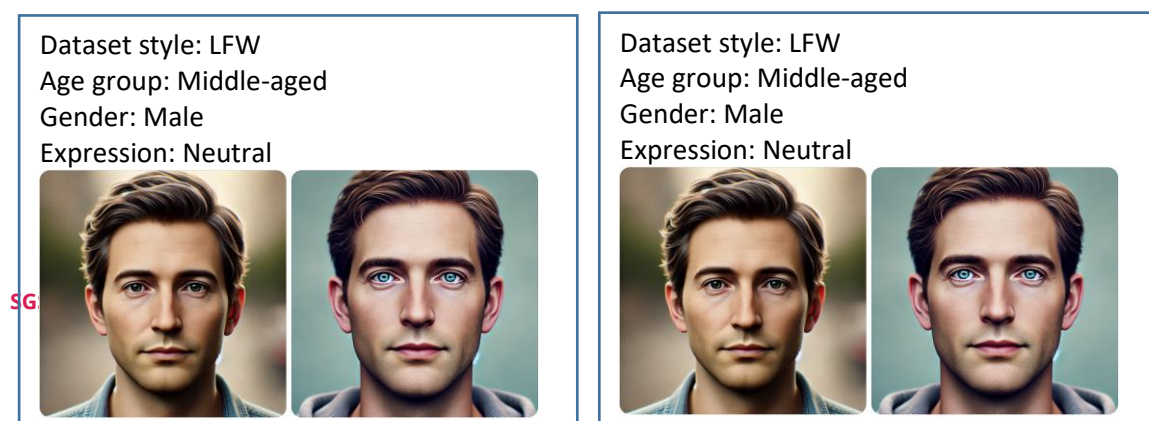 Dataset style: LFW
Age group: Middle-aged
Gender: Male
Expression: Neutral
Dataset style: LFW
Age group: Middle-aged
Gender: Male
Expression: Neutral